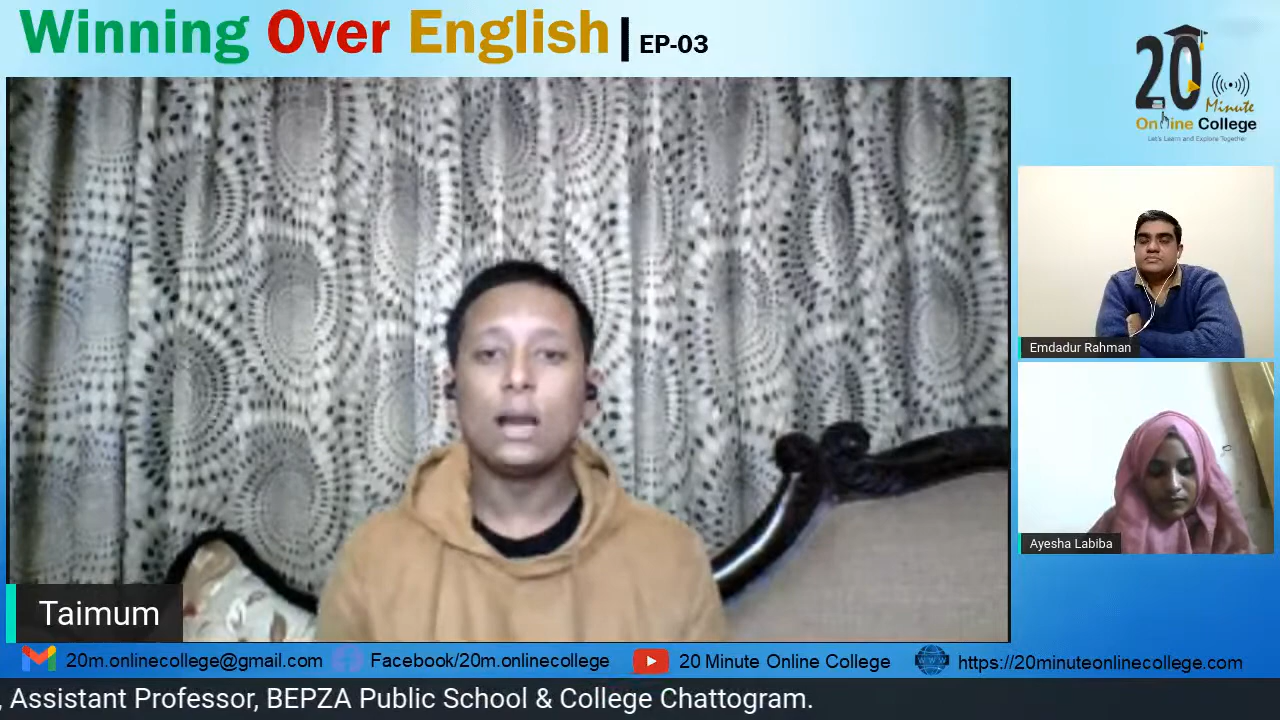 Winning Over English | EP-03
20
Minute
Online College
Let's Learn and Explore Together
Emdadur Rahman
Ayesha Labiba
Taimum
20m.onlinecollege@gmail.com Facebook/20m.onlinecollege 20 Minute Online College https://20minuteonlinecollege.com
, Assistant Professor, BEPZA Public School & College Chattogram.